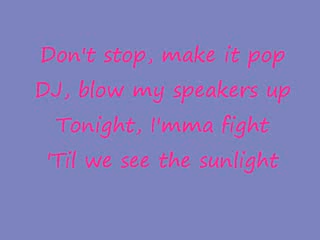 Don't stop, make it pop
DJ, blow my speakers up
Tonight, I'mma fight
'Til we see the sunlight